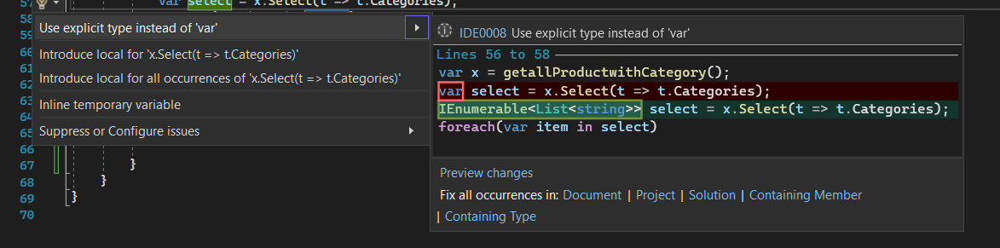 57
var select = x.Select(t => t.Categories);
58
59
Use explicit type instead of 'var'
60
61
Introduce local for 'x.Select(t => t.Categories)'
62
Introduce local for all occurrences of 'x.Select(t => t.Categories)'
63
Inline temporary variable
64
65
Suppress or Configure issues
66
67 }
68 }
69 }
70
IDE0008 Use explicit type instead of 'var'
Lines 56 to 58
var x = getallProductwithCategory();
var select = x.Select(t => t.Categories);
IEnumerable<List<string>> select = x.Select(t => t.Categories);
foreach(var item in select)
Preview changes
Fix all occurrences in: Document | Project | Solution | Containing Member
| Containing Type